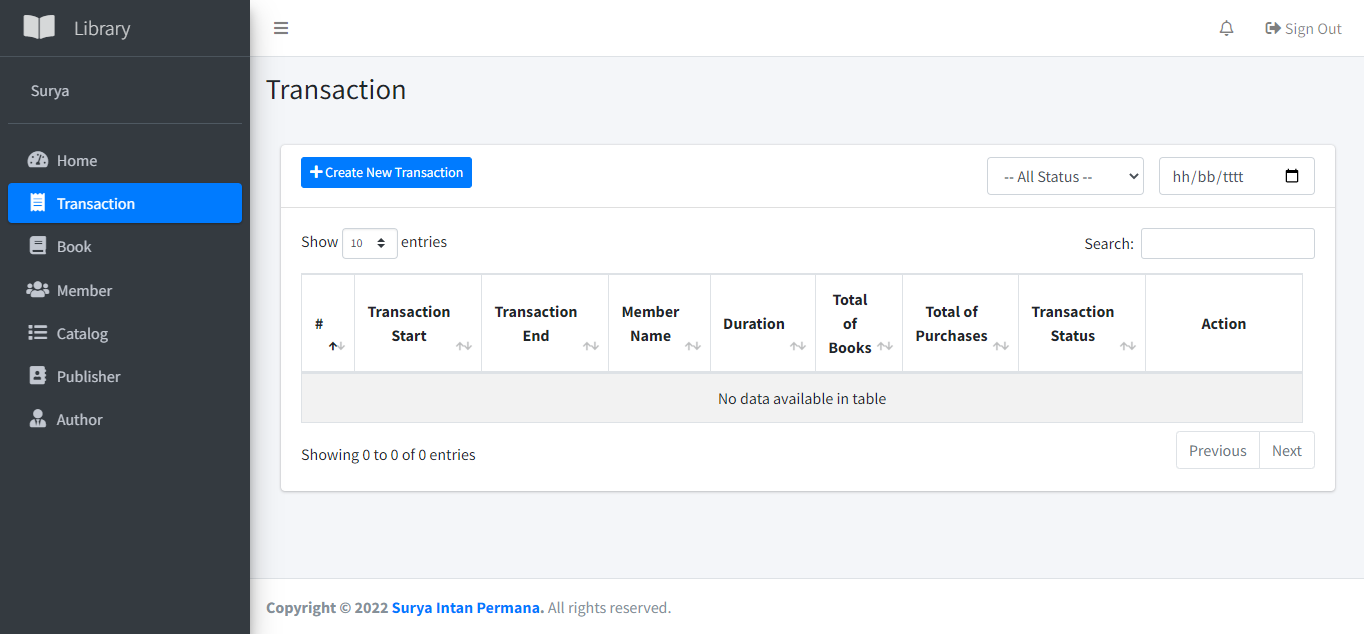 Library
Sign Out
Surya
Home
Transaction
Book
Member
Catalog
Publisher
Author
Transaction
Create New Transaction
-- All Status --
hh/bb/tttt
Show 10 entries
Search:
#
Transaction
Start
Transaction
End
Member
Name
Duration
Total
of
Books
Total of
Purchases
Transaction
Status
Action
No data available in table
Showing 0 to 0 of 0 entries
Previous
Next
Copyright © 2022 Surya Intan Permana. All rights reserved.